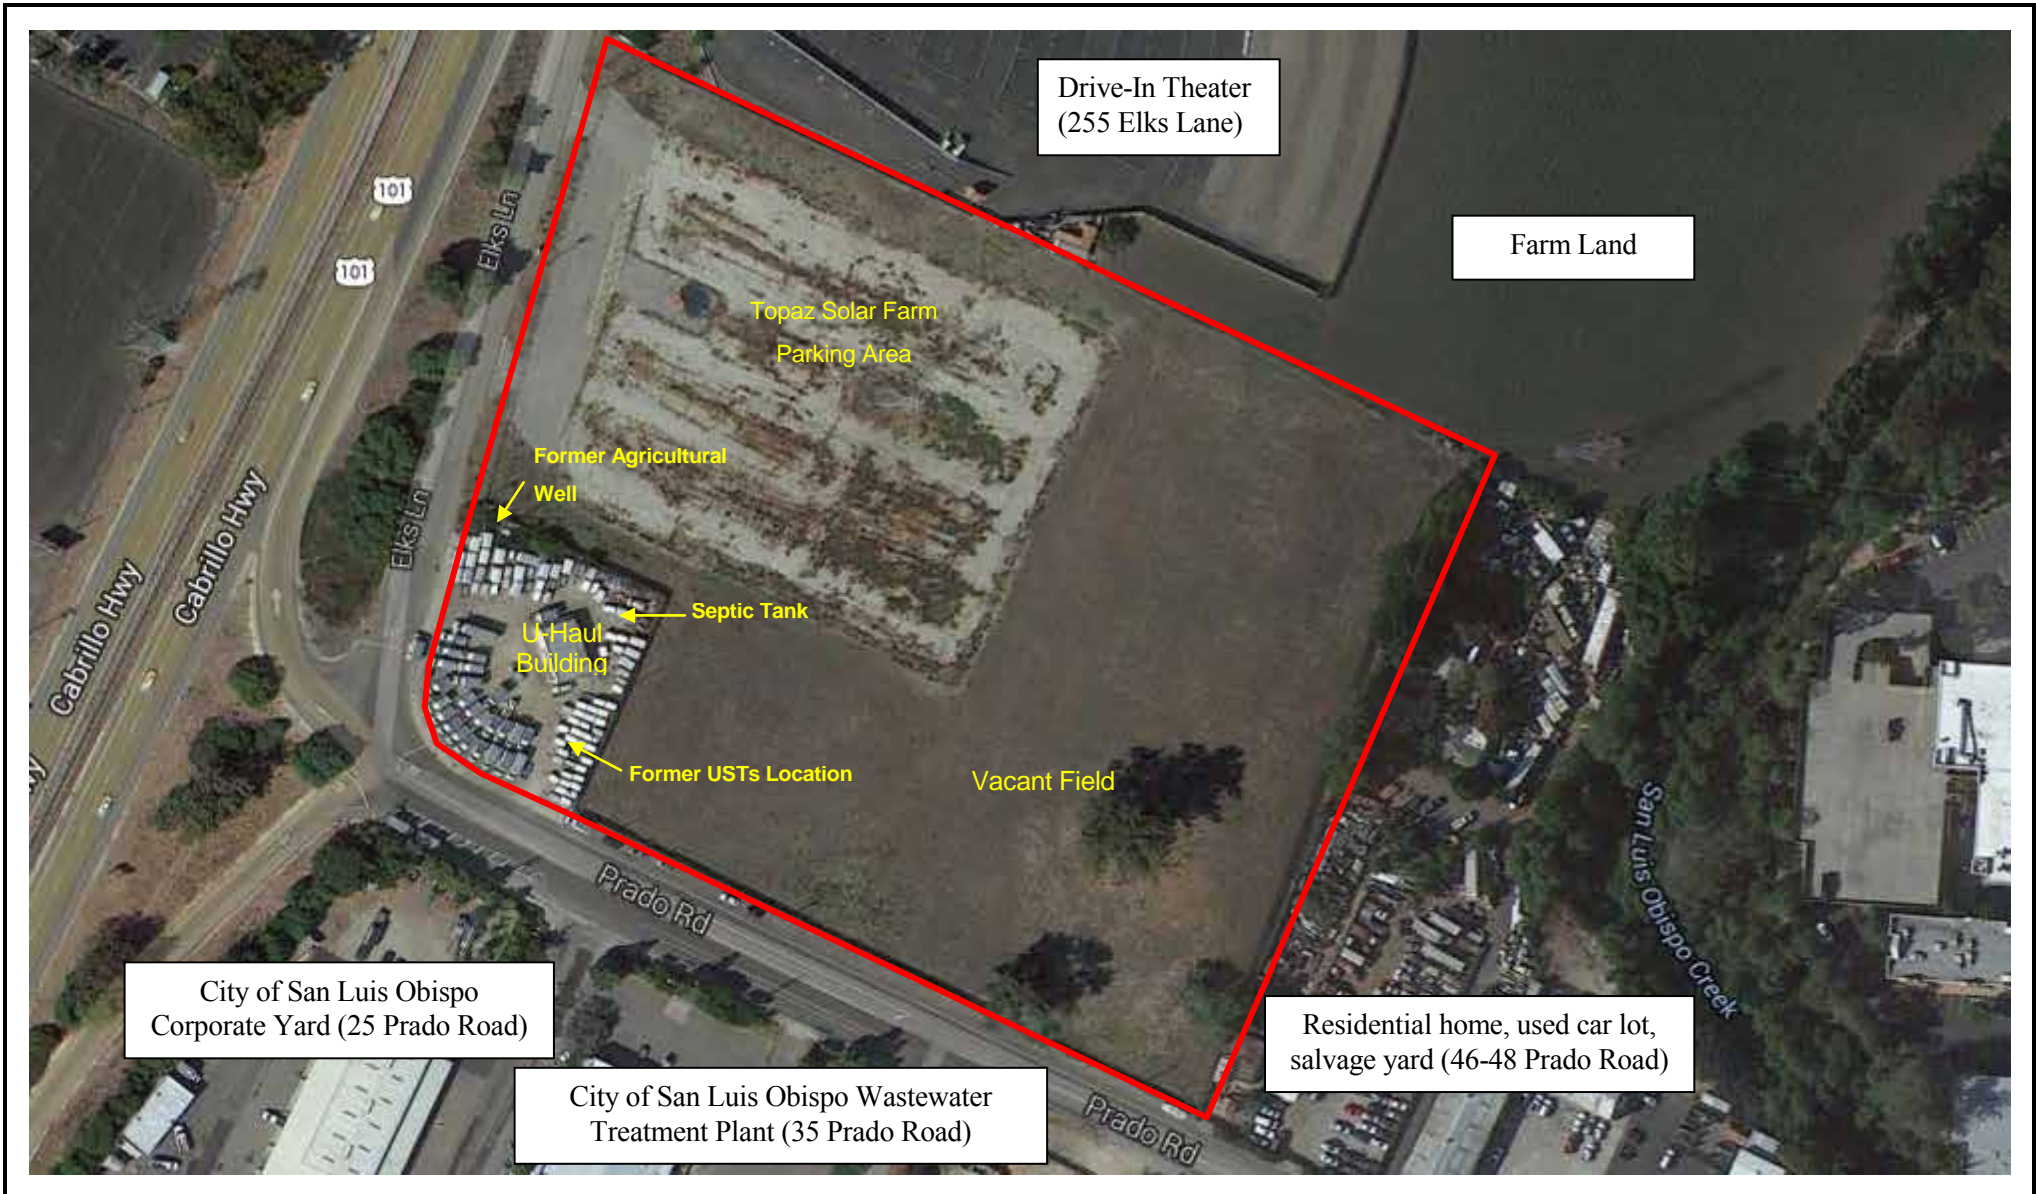 Drive-In Theater
(255 Elks Lane)
Farm Land
101
101
Elks Ln
Topaz Solar Farm
Parking Area
Former Agricultural
Well
Elks Ln
Cabrillo Hwy
Cabrillo Hwy
Septic Tank
U-Haul
Building
Former USTs Location
Vacant Field
San Luis Obispo Creek
Prado Rd
City of San Luis Obispo
Corporate Yard (25 Prado Road)
Residential home, used car lot,
salvage yard (46-48 Prado Road)
City of San Luis Obispo Wastewater
Treatment Plant (35 Prado Road)
Prado Rd